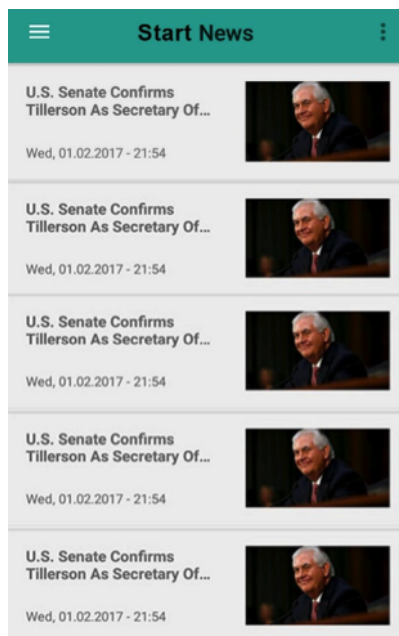 Start News
U.S. Senate Confirms
Tillerson As Secretary Of...
Wed, 01.02.2017 - 21:54
U.S. Senate Confirms
Tillerson As Secretary Of...
Wed, 01.02.2017 - 21:54
U.S. Senate Confirms
Tillerson As Secretary Of...
Wed, 01.02.2017 - 21:54
U.S. Senate Confirms
Tillerson As Secretary Of...
Wed, 01.02.2017 - 21:54
U.S. Senate Confirms
Tillerson As Secretary Of...
Wed, 01.02.2017 - 21:54